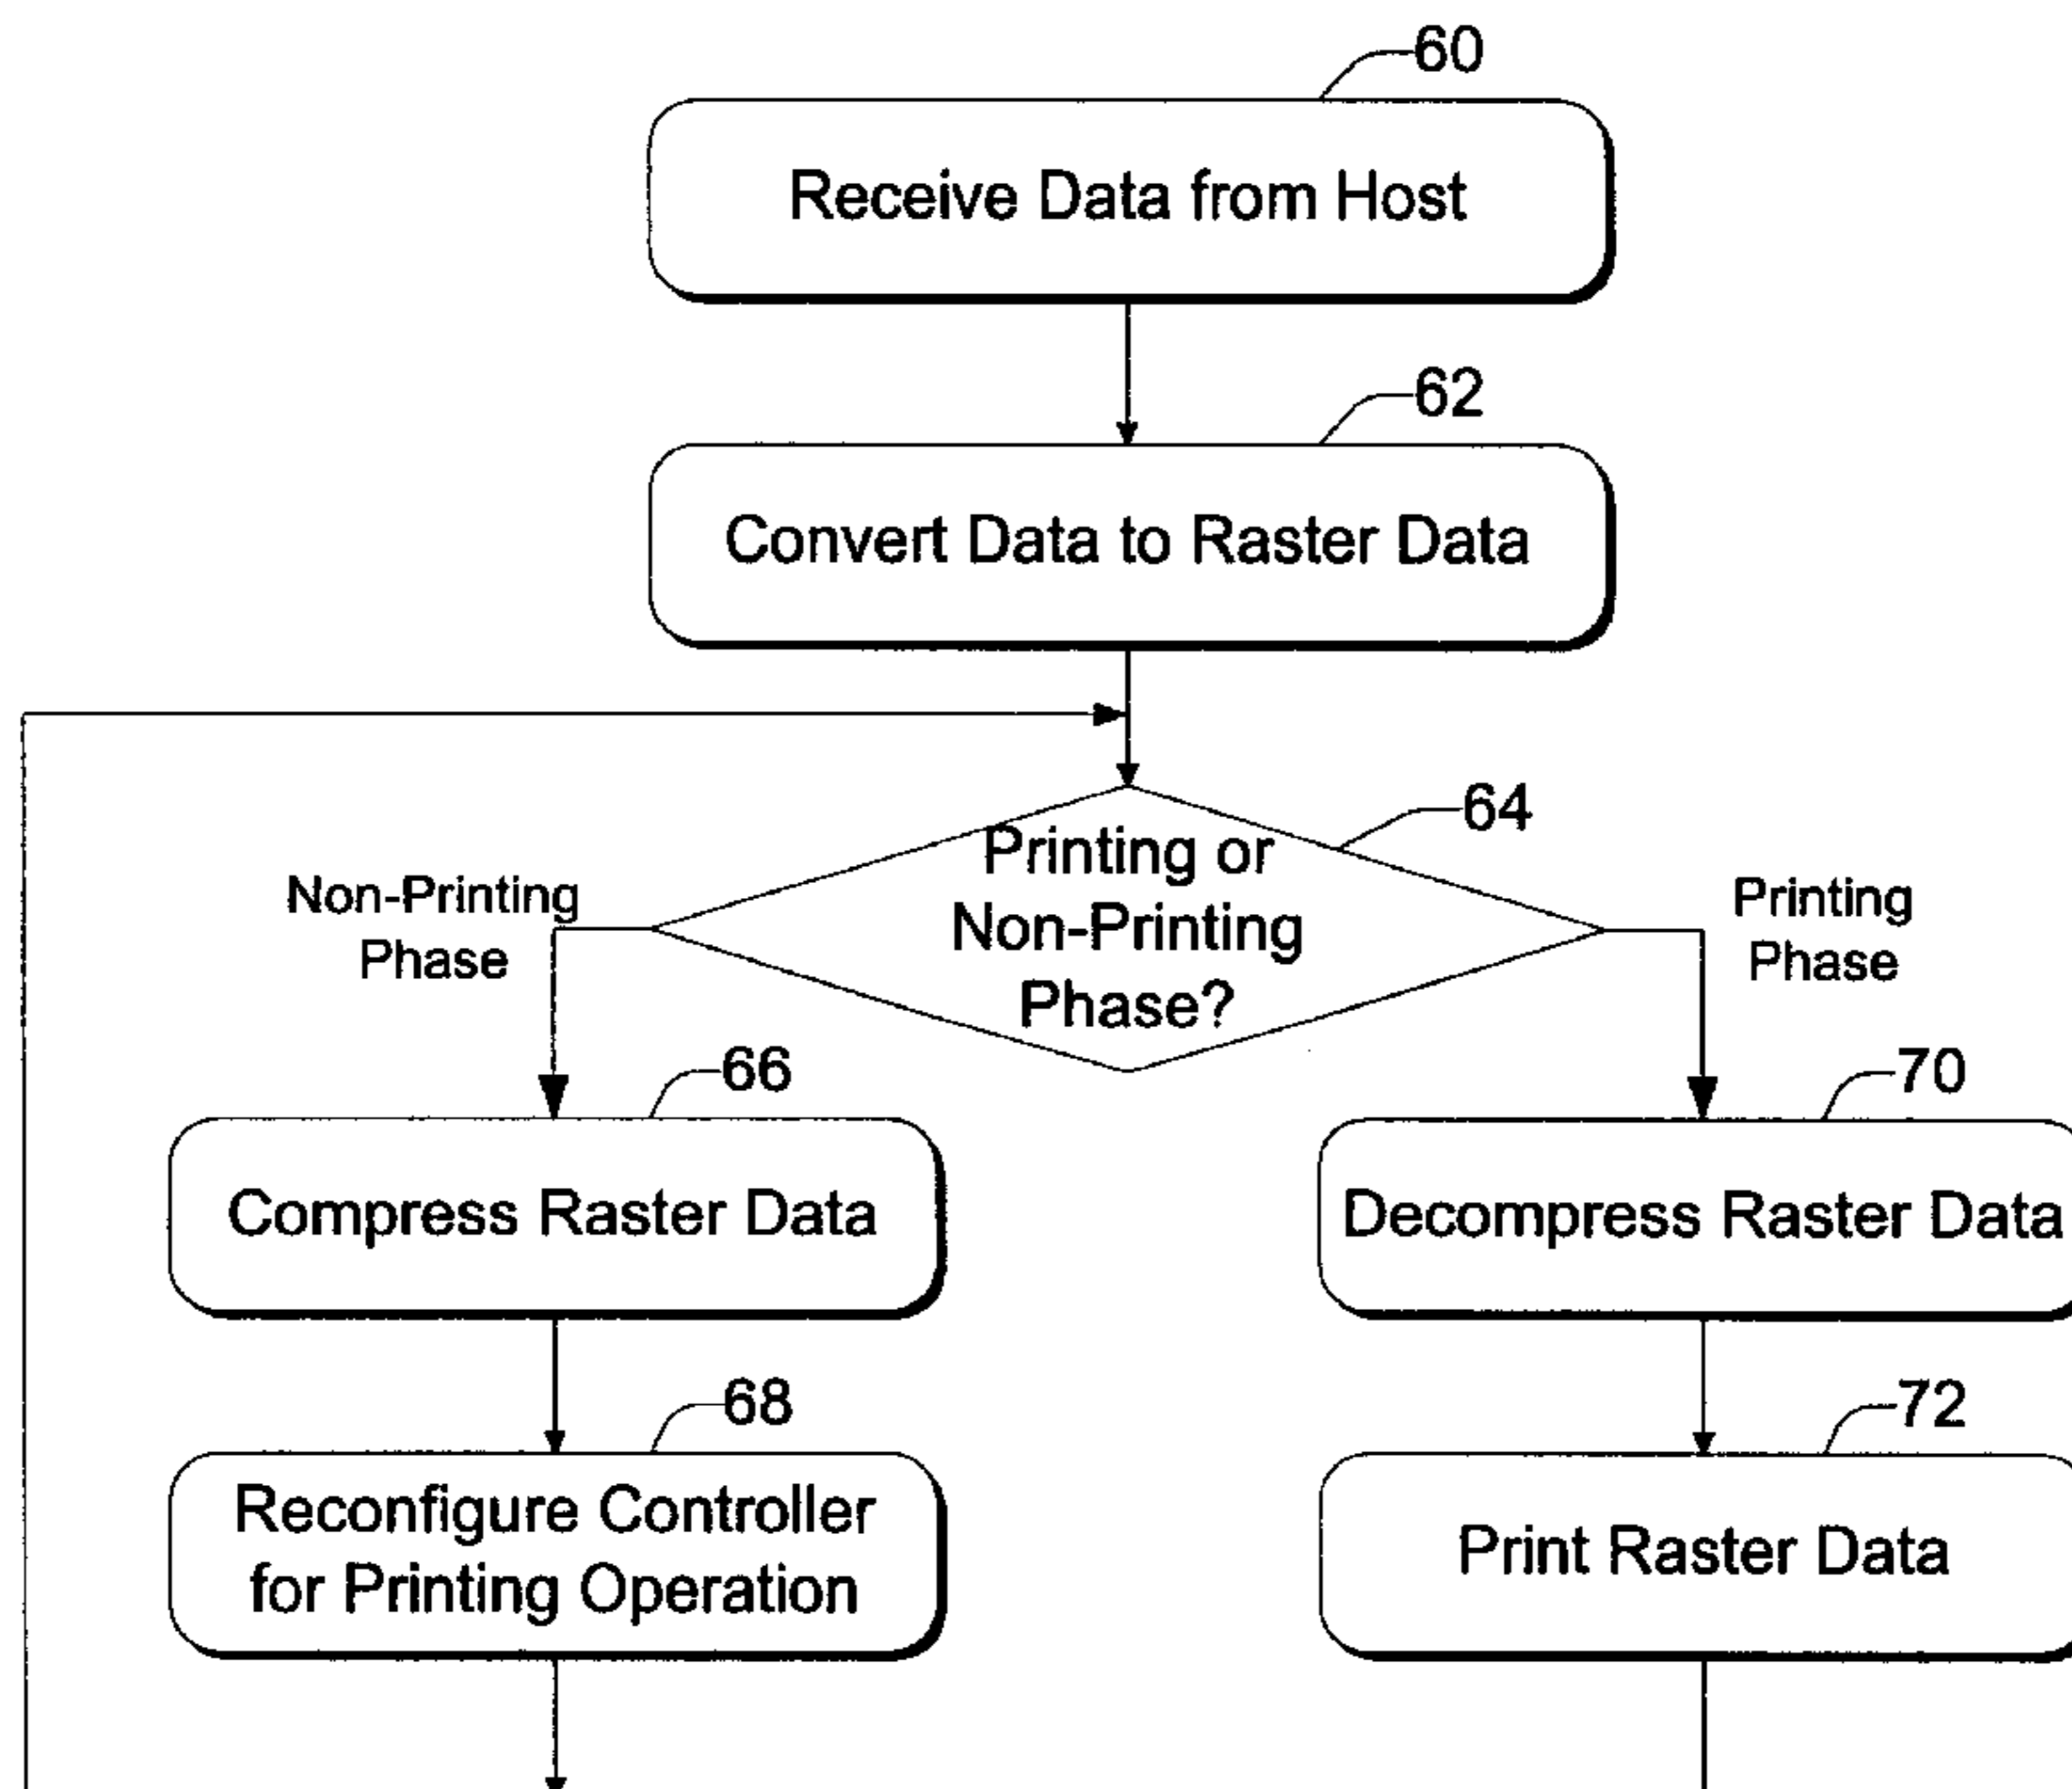 60
Receive Data from Host
62
Convert Data to Raster Data
64
Printing or
Non-Printing
Phase?
Non-Printing
Phase
Printing
Phase
66
Compress Raster Data
70
Decompress Raster Data
68
Reconfigure Controller
for Printing Operation
72
Print Raster Data